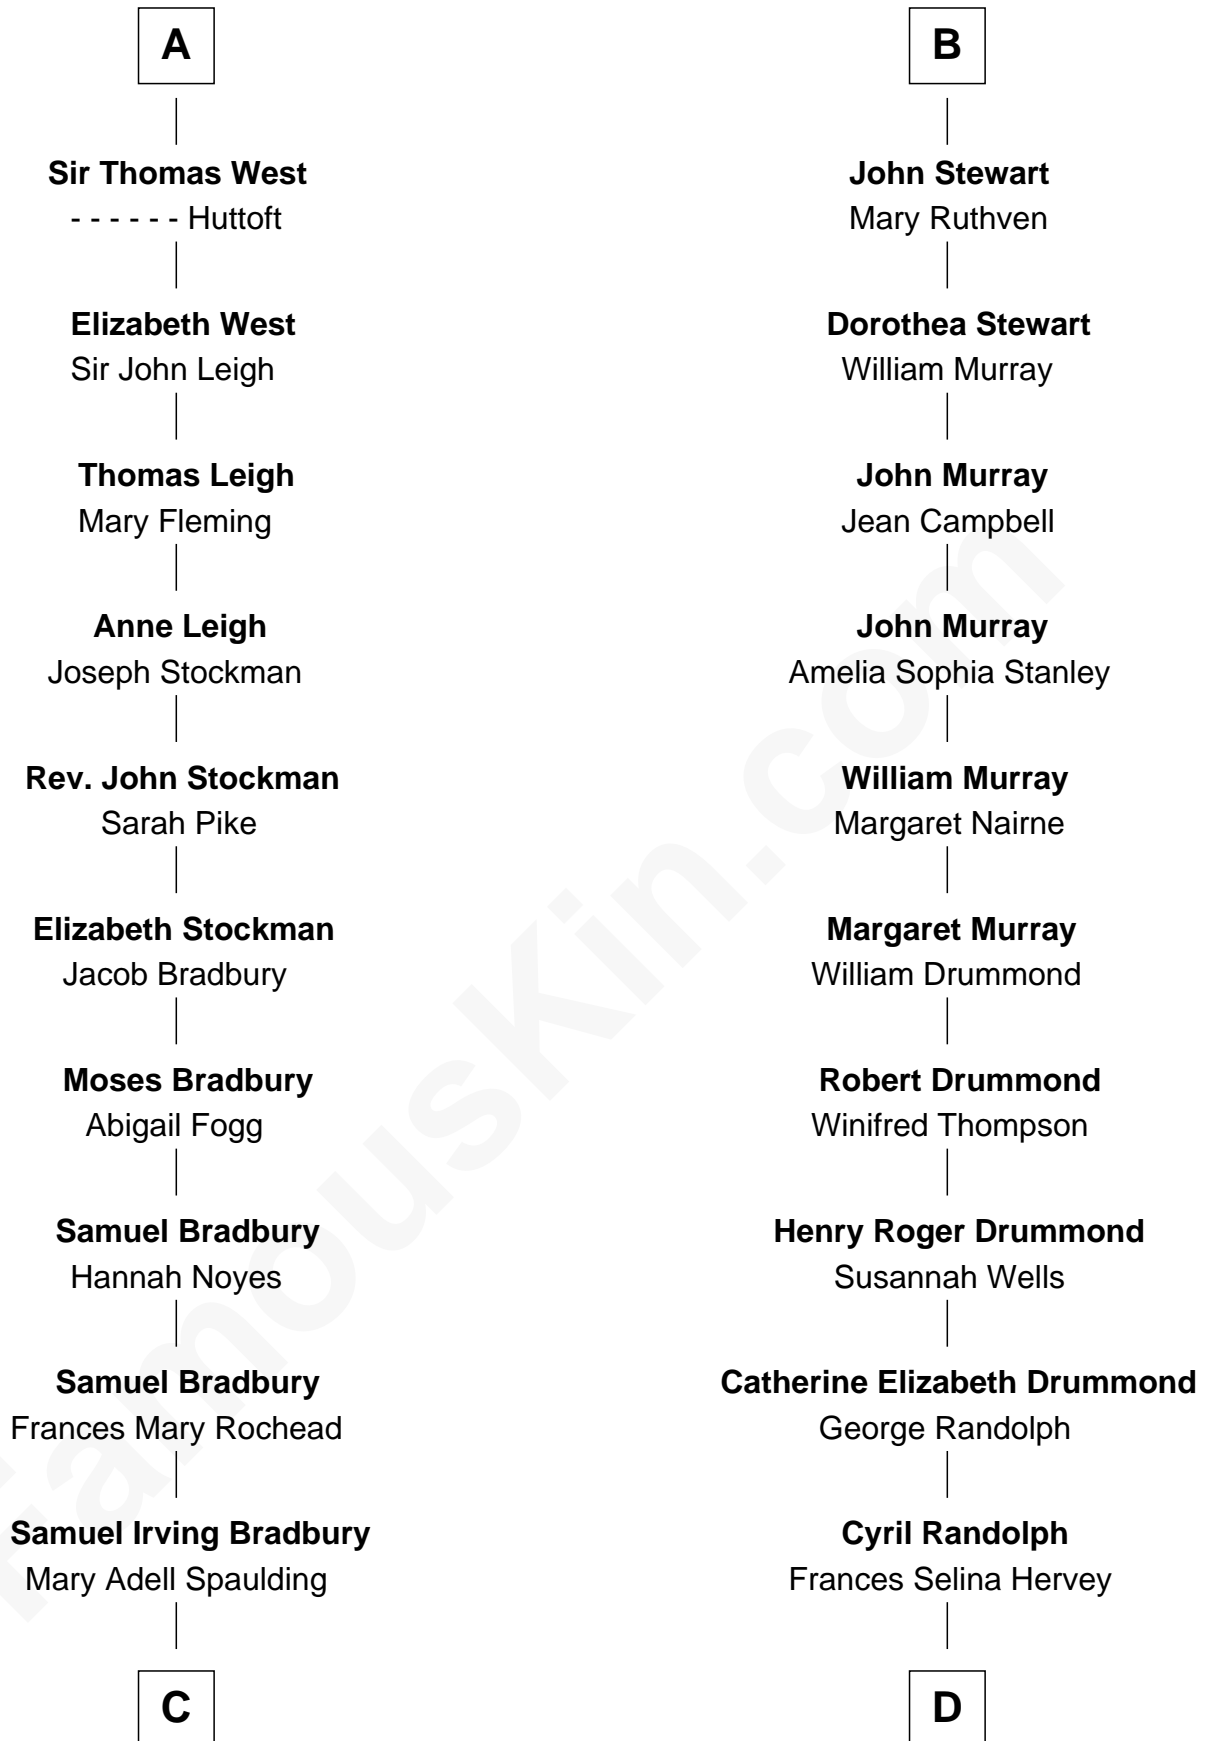 A
Sir Thomas West
- - - - - - Huttoft
Elizabeth West
Sir John Leigh
Thomas Leigh
Mary Fleming
Anne Leigh
Joseph Stockman
Rev. John Stockman
Sarah Pike
Elizabeth Stockman
Jacob Bradbury
Moses Bradbury
Abigail Fogg
Samuel Bradbury
Hannah Noyes
Samuel Bradbury
Frances Mary Rochead
Samuel Irving Bradbury
Mary Adell Spaulding
C
B
John Stewart
Mary Ruthven
Dorothea Stewart
William Murray
John Murray
Jean Campbell
John Murray
Amelia Sophia Stanley
William Murray
Margaret Nairne
Margaret Murray
William Drummond
Robert Drummond
Winifred Thompson
Henry Roger Drummond
Susannah Wells
Catherine Elizabeth Drummond
George Randolph
Cyril Randolph
Frances Selina Hervey
D
FamousKin.com